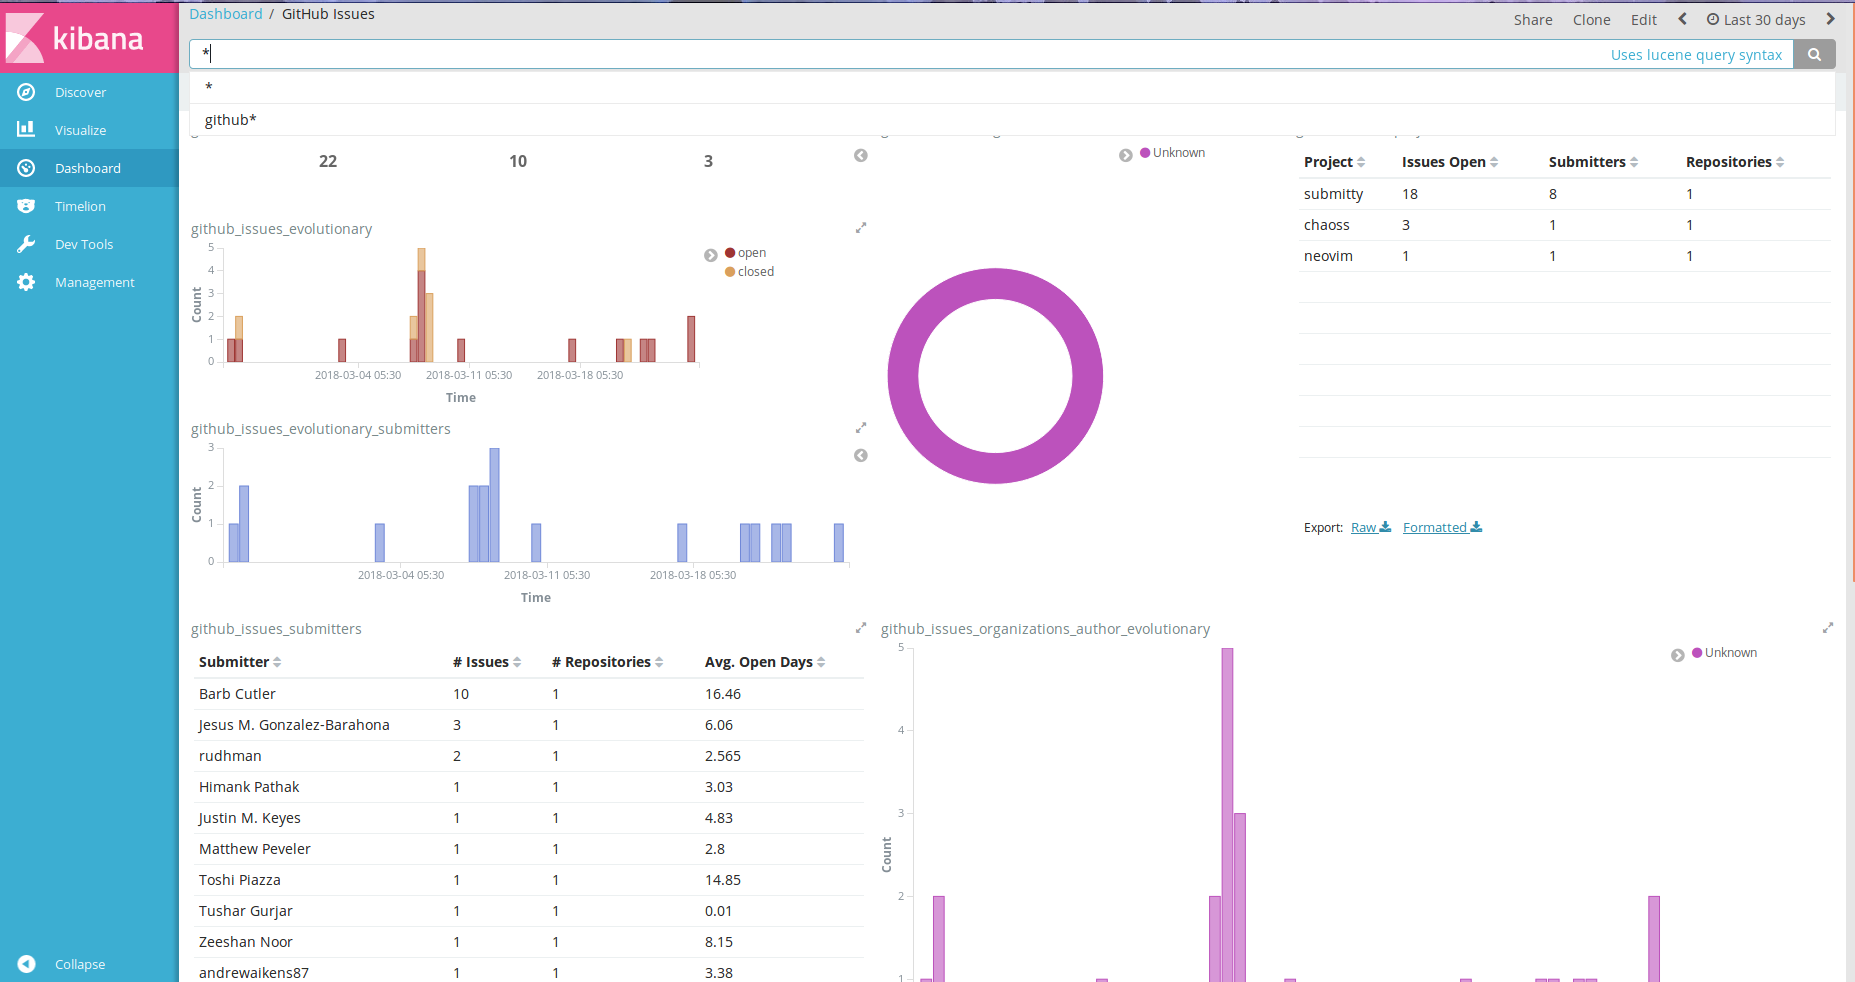 kibana
Discover
Visualize
Dashboard
Timelion
Dev Tools
Management
Collapse
Dashboard / GitHub Issues
Share Clone Edit Last 30 days
*
Uses lucene query syntax
*
github*
22 10 3
github_issues_evolutionary
5
4
3
2
1
0
Count
2018-03-04 05:30 2018-03-11 05:30 2018-03-18 05:30
Time
open
closed
github_issues_evolutionary_submitters
3
2
1
0
Count
2018-03-04 05:30 2018-03-11 05:30 2018-03-18 05:30
Time
Unknown
Project Issues Open Submitters Repositories
submitty 18 8 1
chaoss 3 1 1
neovim 1 1 1
Export: Raw Formatted
github_issues_submitters
Submitter # Issues # Repositories Avg. Open Days
Barb Cutler 10 1 16.46
Jesus M. Gonzalez-Barahona 3 1 6.06
rudhman 2 1 2.565
Himank Pathak 1 1 3.03
Justin M. Keyes 1 1 4.83
Matthew Peveler 1 1 2.8
Toshi Piazza 1 1 14.85
Tushar Gurjar 1 1 0.01
Zeeshan Noor 1 1 8.15
andrewaikens87 1 1 3.38
github_issues_organizations_author_evolutionary
5
4
3
2
1
Count
Unknown